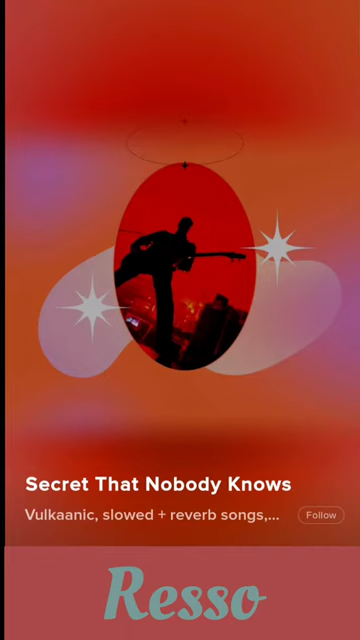 Secret That Nobody Knows
Vulkaanic, slowed + reverb songs,...
Follow
Resso